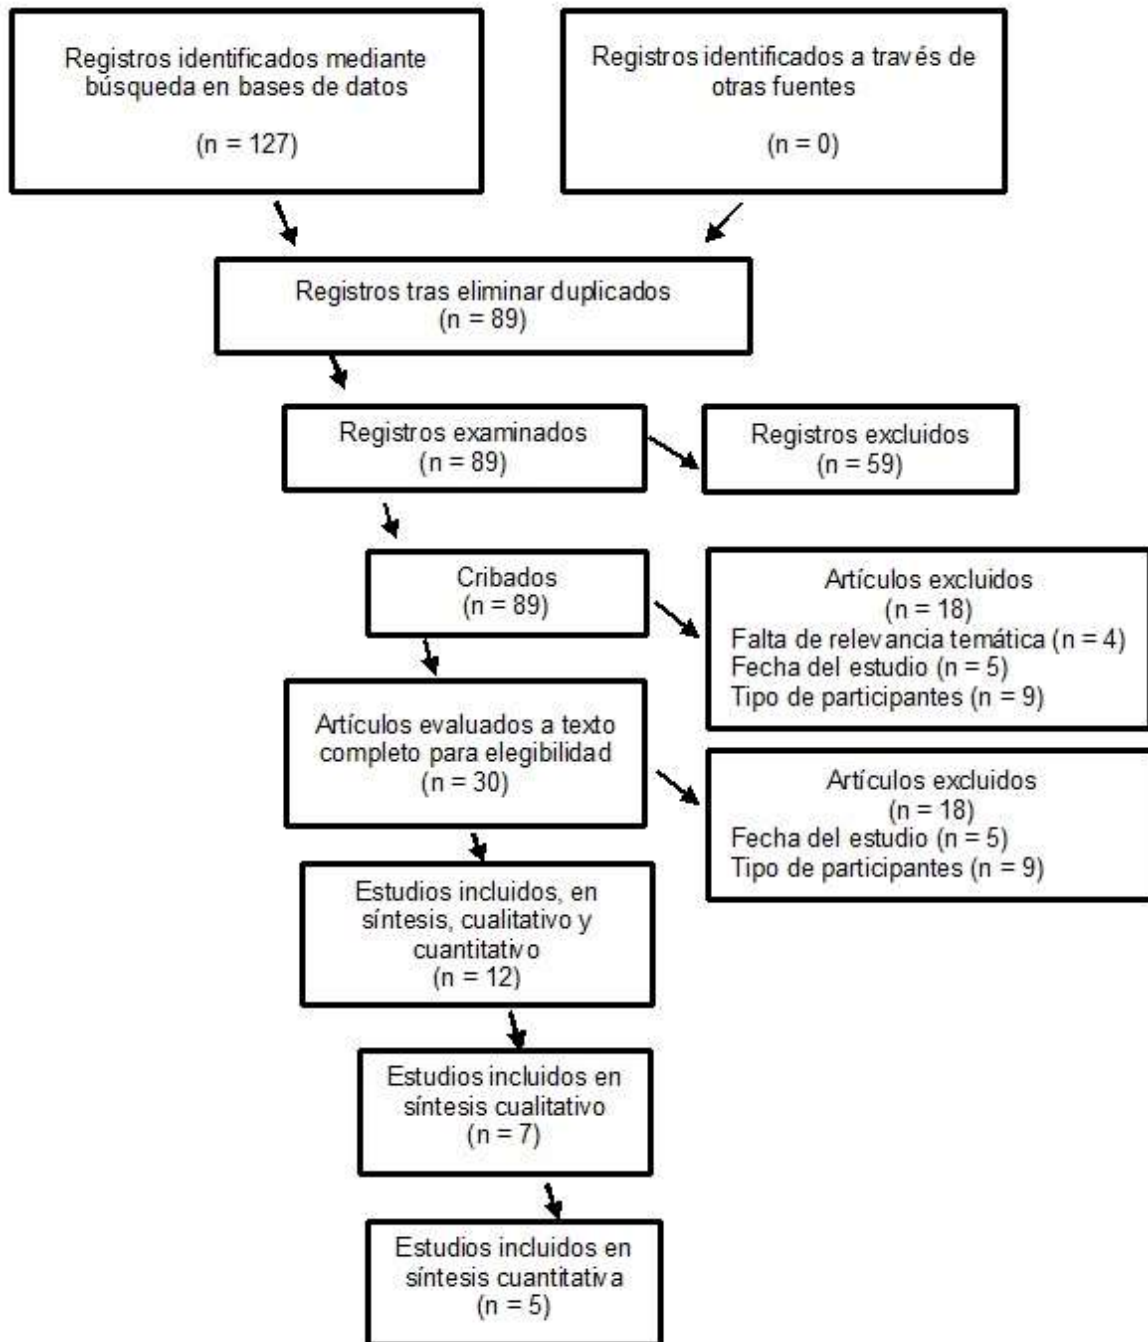 Registros identificados mediante
búsqueda en bases de datos
(n = 127)
Registros identificados a través de
otras fuentes
(n = 0)
Registros tras eliminar duplicados
(n = 89)
Registros examinados
(n = 89)
Registros excluidos
(n = 59)
Cribados
(n = 89)
Artículos excluidos
(n = 18)
Falta de relevancia temática (n = 4)
Fecha del estudio (n = 5)
Tipo de participantes (n = 9)
Artículos evaluados a texto
completo para elegibilidad
(n = 30)
Artículos excluidos
(n = 18)
Fecha del estudio (n = 5)
Tipo de participantes (n = 9)
Estudios incluidos, en
síntesis, cualitativo y
cuantitativo
(n = 12)
Estudios incluidos en
síntesis cualitativo
(n = 7)
Estudios incluidos en
síntesis cuantitativa
(n = 5)